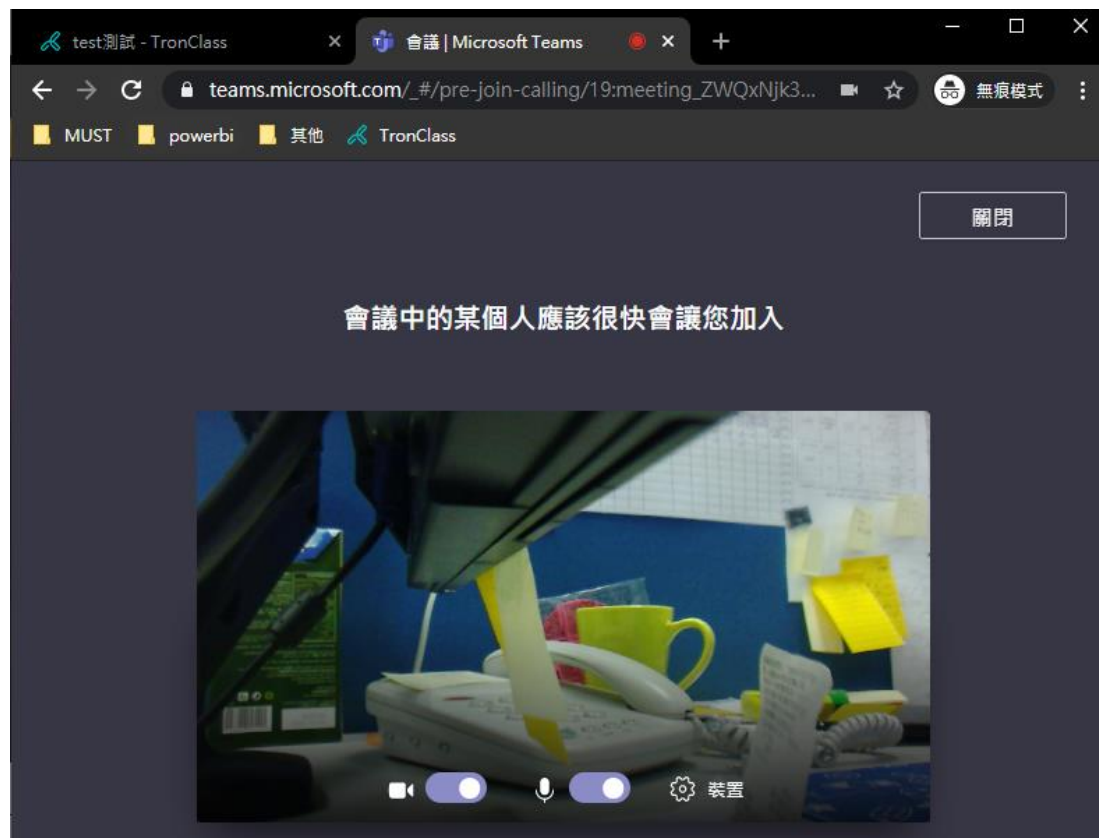 test測試 - TronClass
會議 | Microsoft Teams
teams.microsoft.com/_#/pre-join-calling/19:meeting_ZWQxNjk3...
無痕模式
MUST
powerbi
其他
TronClass
關閉
會議中的某個人應該很快會讓您加入
裝置